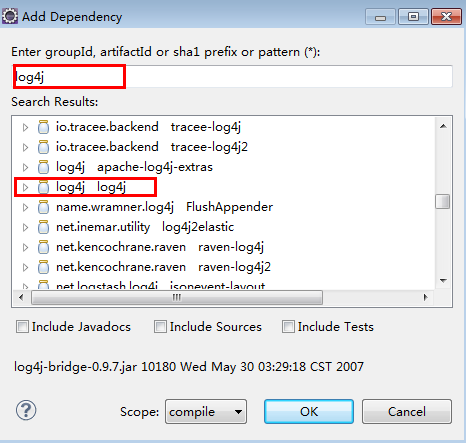 Add Dependency
Enter groupId, artifactId or sha1 prefix or pattern (*):
log4j
Search Results:
io.tracee.backend tracee-log4j
io.tracee.backend tracee-log4j2
log4j apache-log4j-extras
log4j log4j
name.wramner.log4j FlushAppender
net.inemar.utility log4j2elastic
net.kencochrane.raven raven-log4j
net.kencochrane.raven raven-log4j2
net.logstash.log4j jsonevent-layout
Include Javadocs Include Sources Include Tests
log4j-bridge-0.9.7.jar 10180 Wed May 30 03:29:18 CST 2007
? Scope: compile OK Cancel